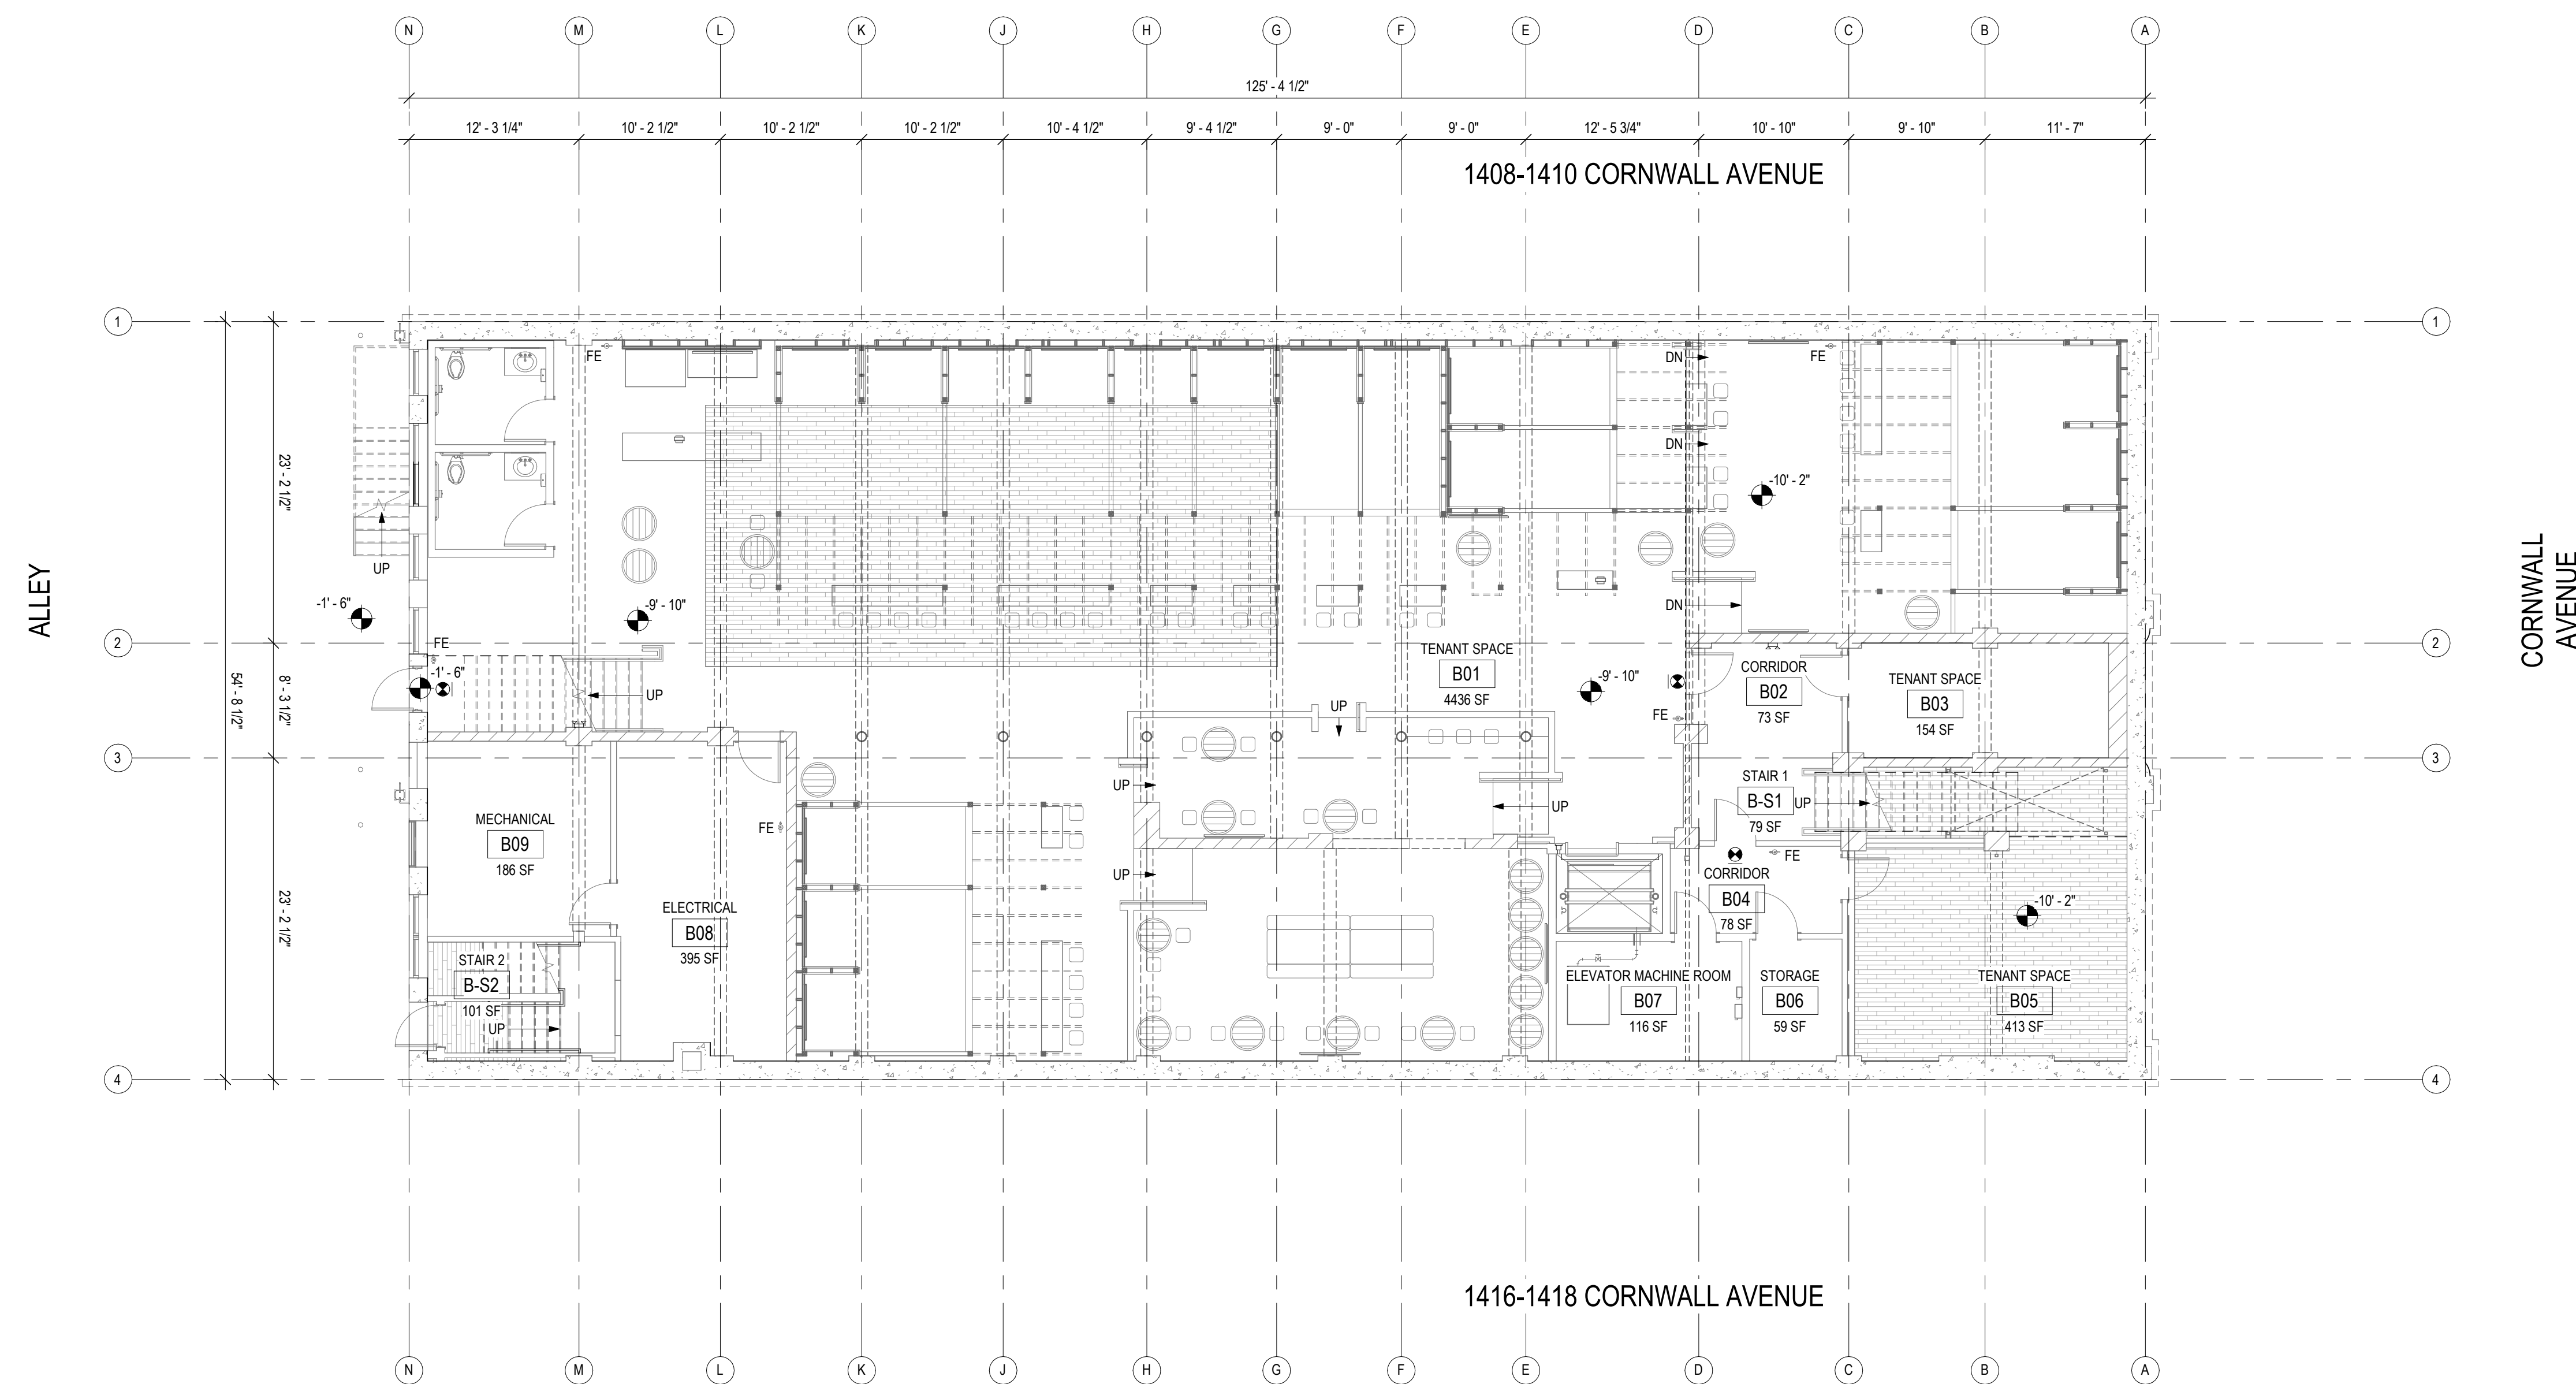 N M L K J H G F E D C B A
125' - 4 1/2"
12' - 3 1/4" 10' - 2 1/2" 10' - 2 1/2" 10' - 2 1/2" 10' - 4 1/2" 9' - 4 1/2" 9' - 0" 9' - 0" 12' - 5 3/4" 10' - 10" 9' - 10" 11' - 7"
1408-1410 CORNWALL AVENUE
1 1
FE DN FE
DN
23' - 2 1/2"
-10' - 2"
UP
ALLEY
CORNWALL
AVENUE
-1' - 6" -9' - 10" DN
2 2
FE
TENANT SPACE
B01
4436 SF
-1' - 6"
UP
-9' - 10"
CORRIDOR
B02
73 SF
TENANT SPACE
B03
154 SF
8' - 3 1/2"
54' - 8 1/2"
UP
FE
3 3
UP
STAIR 1
B-S1
79 SF
UP
UP
MECHANICAL
B09
186 SF
FE
FE
UP
CORRIDOR
B04
78 SF
-10' - 2"
23' - 2 1/2"
ELECTRICAL
B08
395 SF
STAIR 2
B-S2
101 SF
UP
ELEVATOR MACHINE ROOM
B07
116 SF
STORAGE
B06
59 SF
TENANT SPACE
B05
413 SF
4 4
1416-1418 CORNWALL AVENUE
N M L K J H G F E D C B A